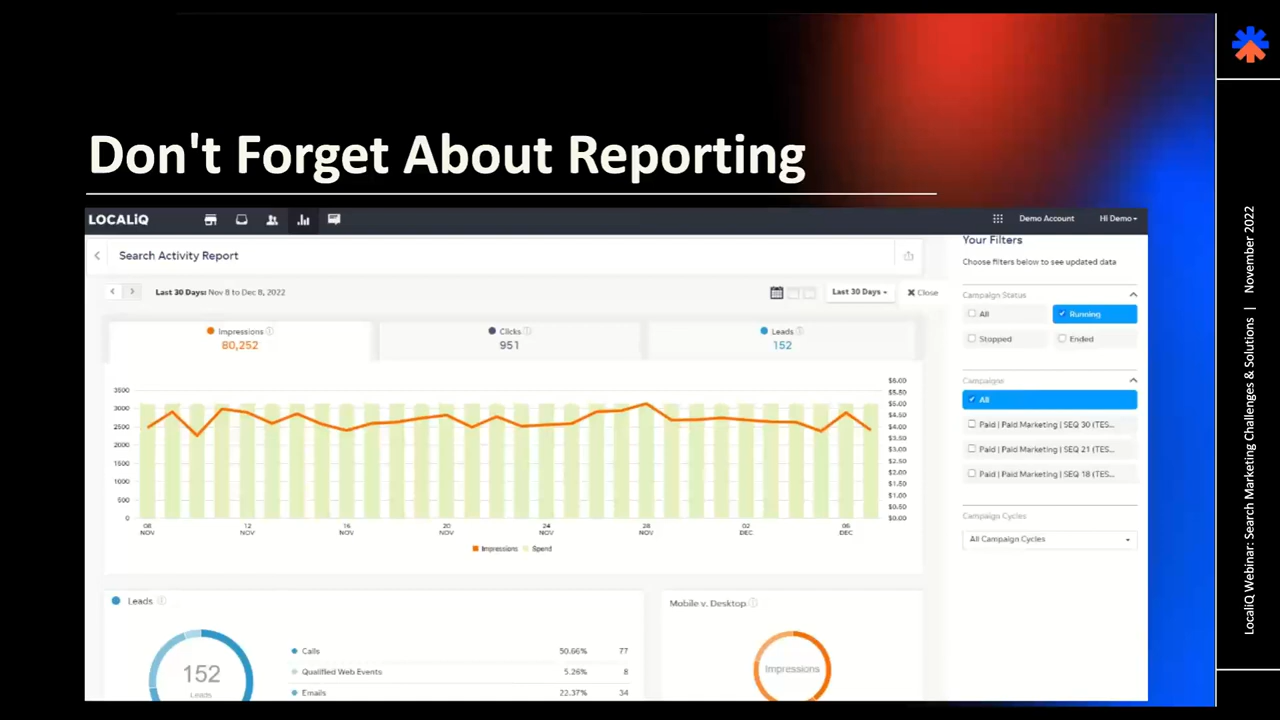 Don't Forget About Reporting
LOCALiQ
Demo Account
Hi Demo
Search Activity Report
Last 30 Days: Nov 8 to Dec 8, 2022
Last 30 Days
Close
Impressions
80,252
Clicks
951
Leads
152
3500
3000
2500
2000
1500
1000
500
0
$6.00
$5.50
$5.00
$4.50
$4.00
$3.50
$3.00
$2.50
$2.00
$1.50
$1.00
$0.50
$0.00
08 NOV
12 NOV
16 NOV
20 NOV
24 NOV
28 NOV
02 DEC
06 DEC
Impressions
Spend
Leads
152
Leads
Calls 50.66% 77
Qualified Web Events 5.26% 8
Emails 22.37% 34
Mobile v. Desktop
Impressions
Your Filters
Choose filters below to see updated data
Campaign Status
All
Running
Stopped
Ended
Campaigns
All
Paid | Paid Marketing | SEQ 30 (TES...
Paid | Paid Marketing | SEQ 21 (TES...
Paid | Paid Marketing | SEQ 18 (TES...
Campaign Cycles
All Campaign Cycles
LocaliQ Webinar: Search Marketing Challenges & Solutions | November 2022